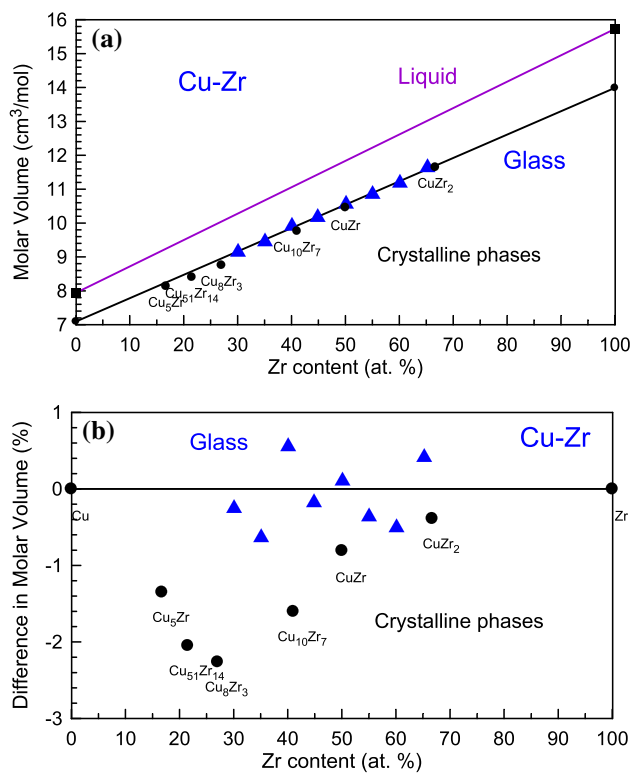 (a)
Cu-Zr
Liquid
Glass
CuZr2
CuZr
Cu10Zr7
Crystalline phases
Cu8Zr3
Cu51Zr14
Cu5Zr
16
15
14
13
12
11
10
9
8
7
Molar Volume (cm³/mol)
0 10 20 30 40 50 60 70 80 90 100
Zr content (at. %)
(b)
Glass
Cu-Zr
Cu
Zr
CuZr2
CuZr
Cu5Zr
Cu10Zr7
Crystalline phases
Cu51Zr14
Cu8Zr3
1
0
-1
-2
-3
Difference in Molar Volume (%)
0 10 20 30 40 50 60 70 80 90 100
Zr content (at. %)